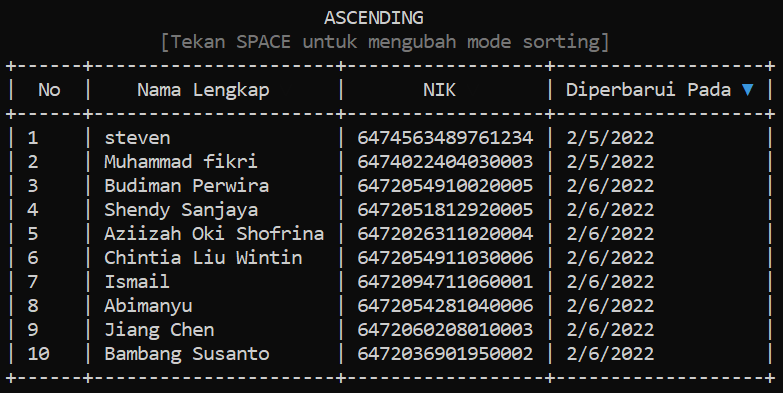 ASCENDING
[Tekan SPACE untuk mengubah mode sorting]
+------+----------------------+------------------+-------------------+
| No | Nama Lengkap | NIK | Diperbarui Pada ▼ |
+------+----------------------+------------------+-------------------+
| 1 | steven | 6474563489761234 | 2/5/2022 |
| 2 | Muhammad fikri | 6474022404030003 | 2/5/2022 |
| 3 | Budiman Perwira | 6472054910020005 | 2/6/2022 |
| 4 | Shendy Sanjaya | 6472051812920005 | 2/6/2022 |
| 5 | Aziizah Oki Shofrina | 6472026311020004 | 2/6/2022 |
| 6 | Chintia Liu Wintin | 6472054911030006 | 2/6/2022 |
| 7 | Ismail | 6472094711060001 | 2/6/2022 |
| 8 | Abimanyu | 6472054281040006 | 2/6/2022 |
| 9 | Jiang Chen | 6472060208010003 | 2/6/2022 |
| 10 | Bambang Susanto | 6472036901950002 | 2/6/2022 |
+------+----------------------+------------------+-------------------+